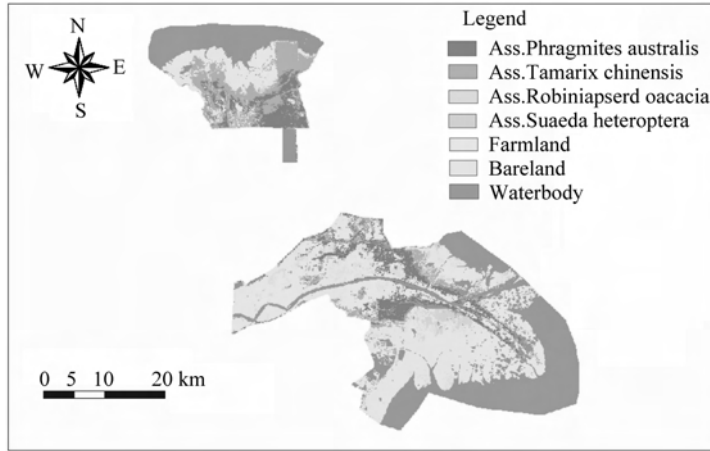 N
W E
S
Legend
Ass.Phragmites australis
Ass.Tamarix chinensis
Ass.Robiniapserd oacacia
Ass.Suaeda heteroptera
Farmland
Bareland
Waterbody
0 5 10 20 km